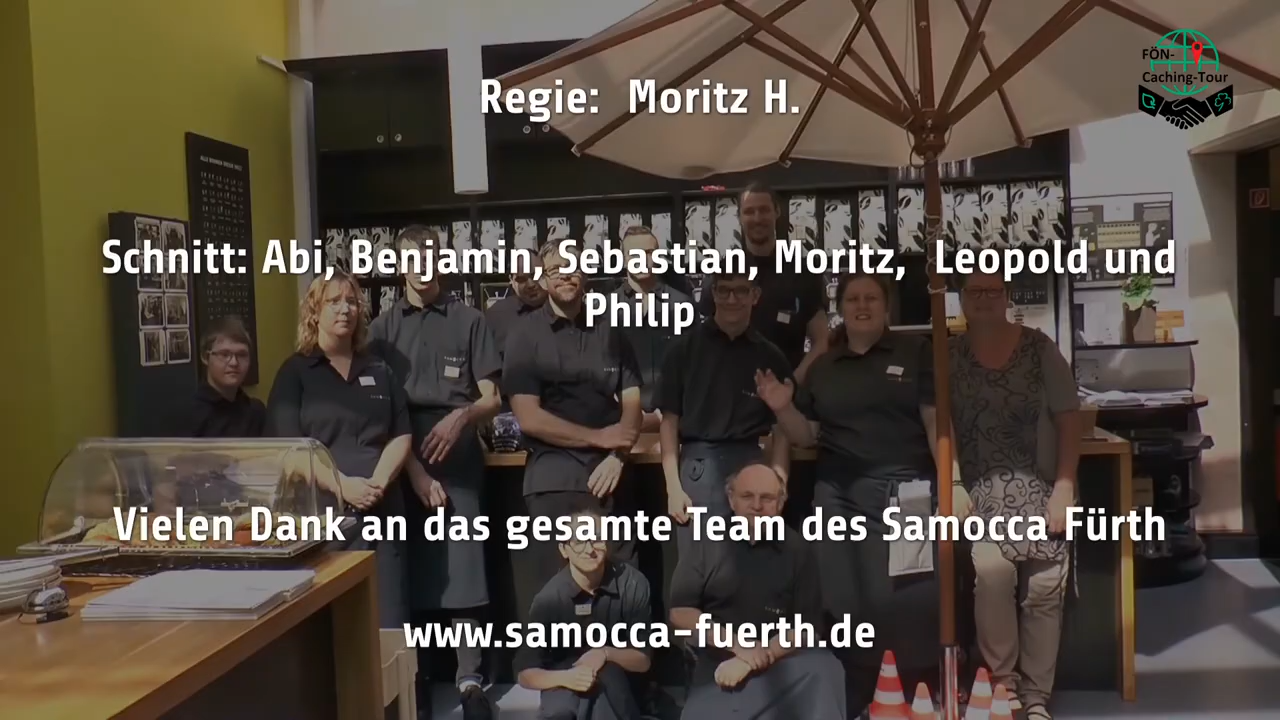 FÖN-
Caching-Tour
Regie: Moritz H.
Schnitt: Abi, Benjamin, Sebastian, Moritz, Leopold und
Philip
Vielen Dank an das gesamte Team des Samocca Fürth
www.samocca-fuerth.de